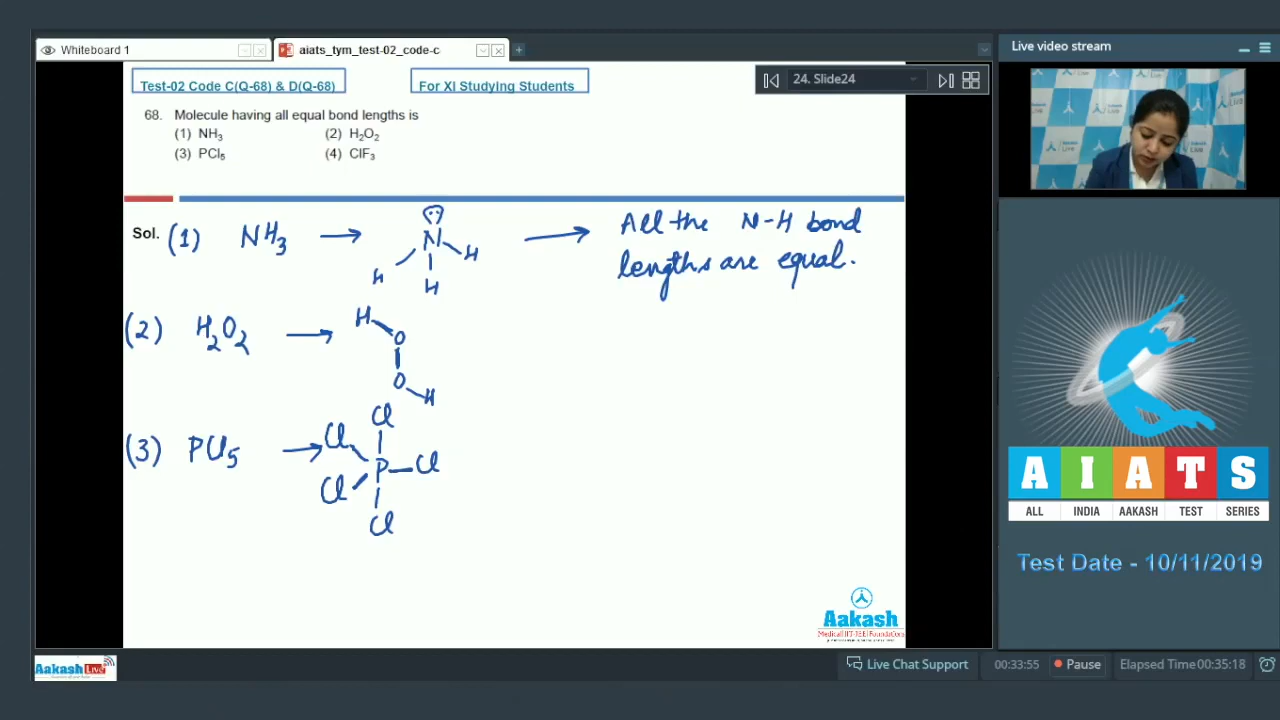 Whiteboard 1
aiats_tym_test-02_code-c
Live video stream
Test-02 Code C(Q-68) & D(Q-68)
For XI Studying Students
24. Slide24
68. Molecule having all equal bond lengths is
(1) NH3 (2) H2O2
(3) PCl5 (4) ClF3
Sol. (1) NH3 → N H H H → All the N-H bond
lengths are equal.
(2) H2O2 → H O O H
(3) PCl5 → Cl Cl P Cl Cl Cl
A I A T S
ALL INDIA AAKASH TEST SERIES
Test Date - 10/11/2019
Aakash
Medical|IIT-JEE|Foundations
Aakash Live
Live Chat Support
00:33:55
Pause
Elapsed Time 00:35:18